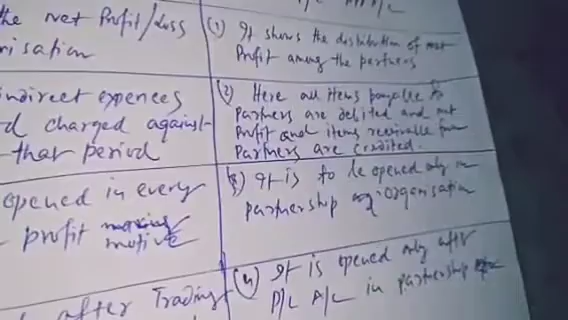 the net Profit/Loss
nisation
indirect expences
d charged against
that period
opened in every
profit motive
after Trading
(1) It shows the distribution of net
Profit among the partners
(2) Here all items payable to
Partners are debited and net
Profit and items receivable from
Partners are credited.
(3) It is to be opened only in
partnership organisation
(4) It is opened only after
P/L A/C in partnership